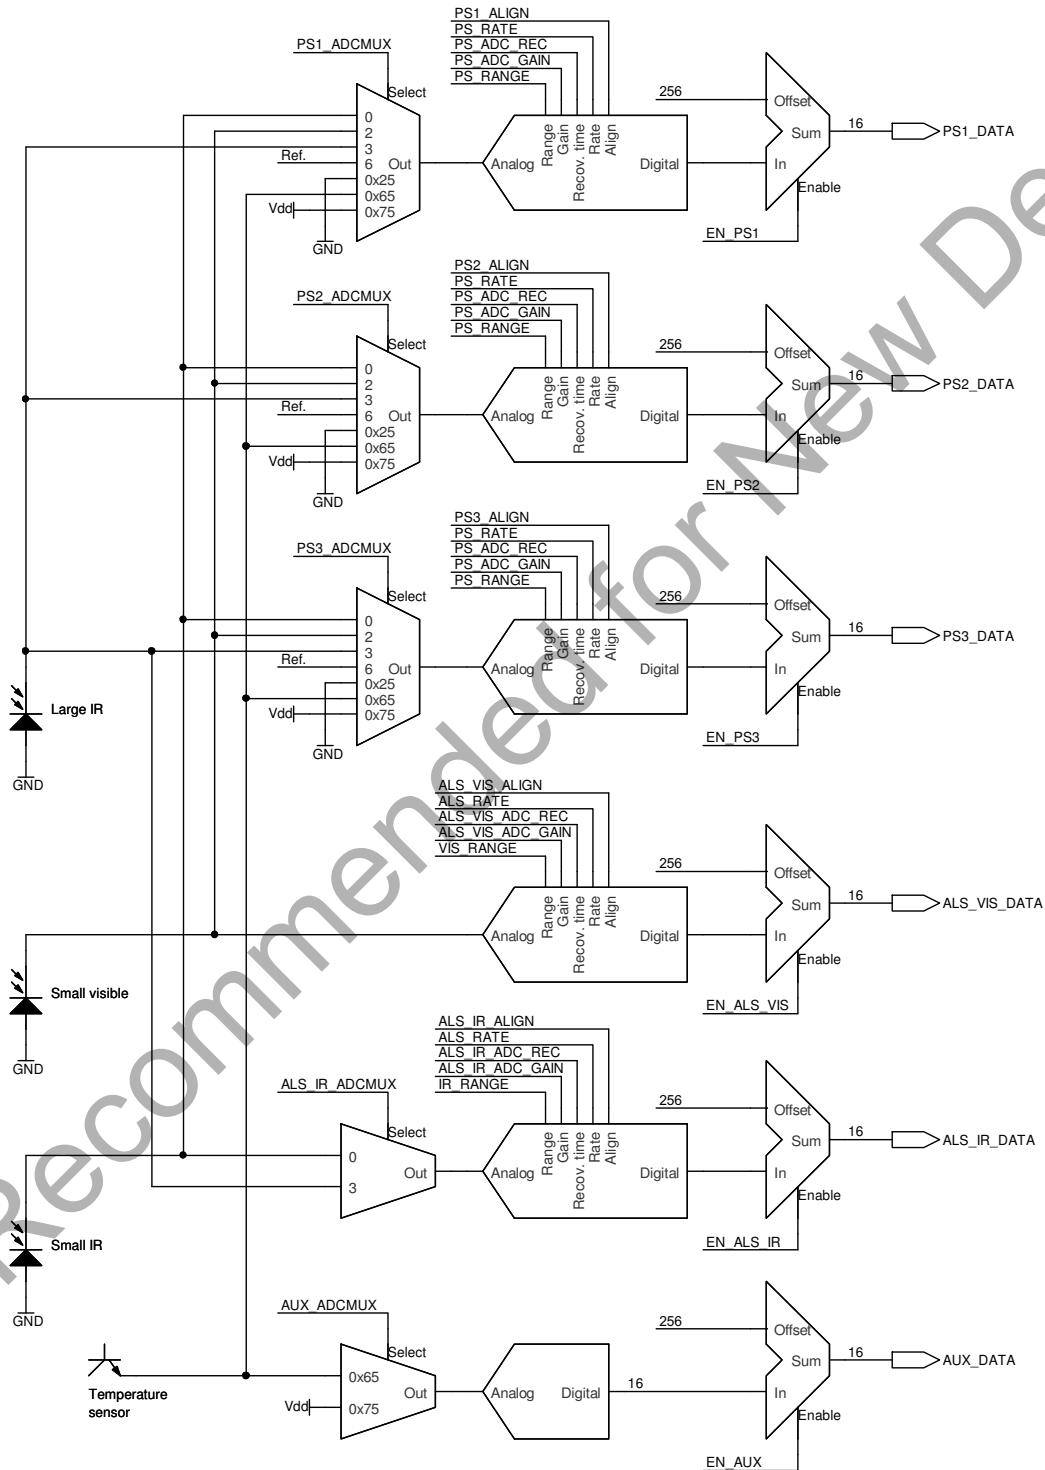 PS1_ALIGN
PS_RATE
PS1_ADCMUX
PS_ADC_REC
PS_ADC_GAIN
PS_RANGE
Select
256
Offset
0
2
3
Ref.
6
Out
0x25
0x65
Vdd
0x75
GND
Analog
Range
Gain
Recov. time
Rate
Align
Digital
Sum
In
16
PS1_DATA
Enable
EN_PS1
PS2_ALIGN
PS_RATE
PS2_ADCMUX
PS_ADC_REC
PS_ADC_GAIN
PS_RANGE
Select
256
Offset
0
2
3
Ref.
6
Out
0x25
0x65
Vdd
0x75
GND
Analog
Range
Gain
Recov. time
Rate
Align
Digital
Sum
In
16
PS2_DATA
Enable
EN_PS2
PS3_ALIGN
PS_RATE
PS3_ADCMUX
PS_ADC_REC
PS_ADC_GAIN
PS_RANGE
Select
256
Offset
0
2
3
Ref.
6
Out
0x25
0x65
Vdd
0x75
GND
Analog
Range
Gain
Recov. time
Rate
Align
Digital
Sum
In
16
PS3_DATA
Enable
EN_PS3
Large IR
GND
ALS_VIS_ALIGN
ALS_RATE
ALS_VIS_ADC_REC
ALS_VIS_ADC_GAIN
VIS_RANGE
256
Offset
Analog
Range
Gain
Recov. time
Rate
Align
Digital
Sum
In
16
ALS_VIS_DATA
Enable
EN_ALS_VIS
Small visible
GND
ALS_IR_ALIGN
ALS_RATE
ALS_IR_ADC_REC
ALS_IR_ADCMUX
ALS_IR_ADC_GAIN
IR_RANGE
Select
256
Offset
0
3
Out
Analog
Range
Gain
Recov. time
Rate
Align
Digital
Sum
In
16
ALS_IR_DATA
Enable
EN_ALS_IR
Small IR
GND
AUX_ADCMUX
Select
256
Offset
0x65
Out
Vdd
0x75
Analog
Digital
16
Sum
In
16
AUX_DATA
Enable
EN_AUX
Temperature
sensor
Recommended for New De